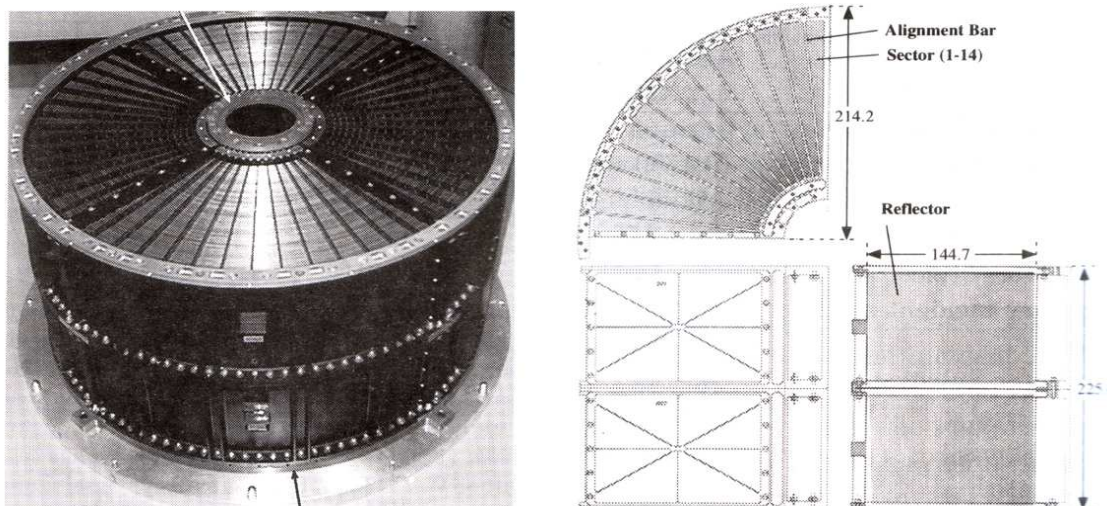 Alignment Bar
Sector (1-14)
214.2
Reflector
144.7
225